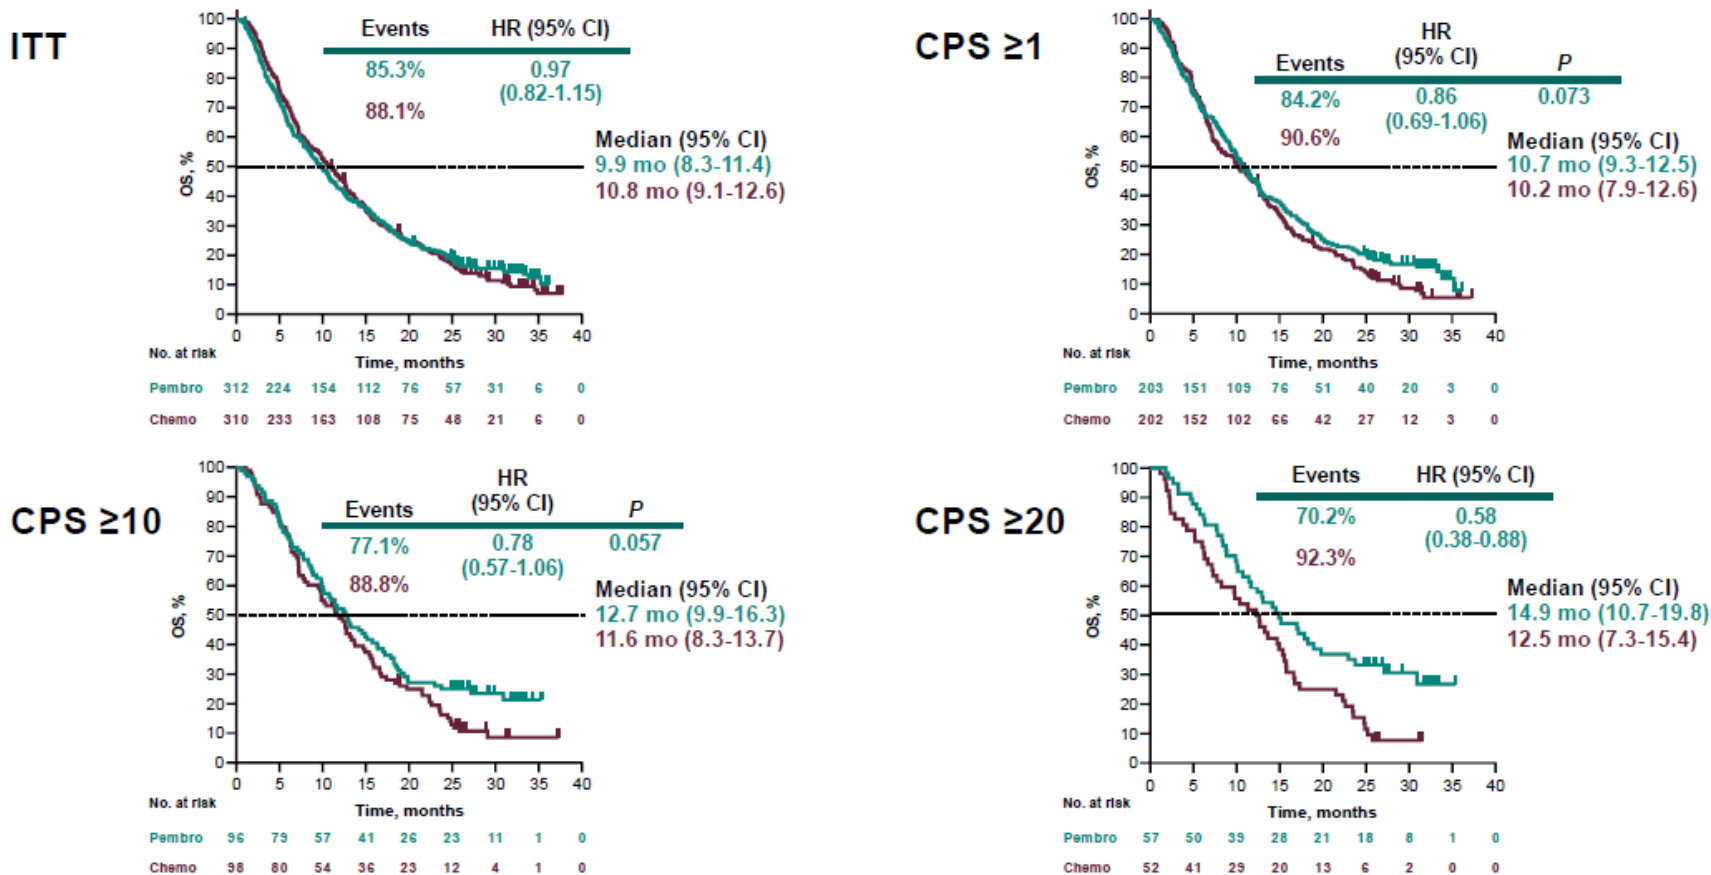 ITT
Events HR (95% CI)
85.3% 0.97
(0.82-1.15)
88.1%
Median (95% CI)
9.9 mo (8.3-11.4)
10.8 mo (9.1-12.6)
OS, %
100
90
80
70
60
50
40
30
20
10
0
0 5 10 15 20 25 30 35 40
Time, months
No. at risk
Pembro 312 224 154 112 76 57 31 6 0
Chemo 310 233 163 108 75 48 21 6 0
CPS ≥1
HR
Events (95% CI) P
84.2% 0.86 0.073
(0.69-1.06)
90.6%
Median (95% CI)
10.7 mo (9.3-12.5)
10.2 mo (7.9-12.6)
OS, %
100
90
80
70
60
50
40
30
20
10
0
0 5 10 15 20 25 30 35 40
Time, months
No. at risk
Pembro 203 151 109 76 51 40 20 3 0
Chemo 202 152 102 66 42 27 12 3 0
CPS ≥10
HR
Events (95% CI) P
77.1% 0.78 0.057
(0.57-1.06)
88.8%
Median (95% CI)
12.7 mo (9.9-16.3)
11.6 mo (8.3-13.7)
OS, %
100
90
80
70
60
50
40
30
20
10
0
0 5 10 15 20 25 30 35 40
Time, months
No. at risk
Pembro 96 79 57 41 26 23 11 1 0
Chemo 98 80 54 36 23 12 4 1 0
CPS ≥20
Events HR (95% CI)
70.2% 0.58
(0.38-0.88)
92.3%
Median (95% CI)
14.9 mo (10.7-19.8)
12.5 mo (7.3-15.4)
OS, %
100
90
80
70
60
50
40
30
20
10
0
0 5 10 15 20 25 30 35 40
Time, months
No. at risk
Pembro 57 50 39 28 21 18 8 1 0
Chemo 52 41 29 20 13 6 2 0 0